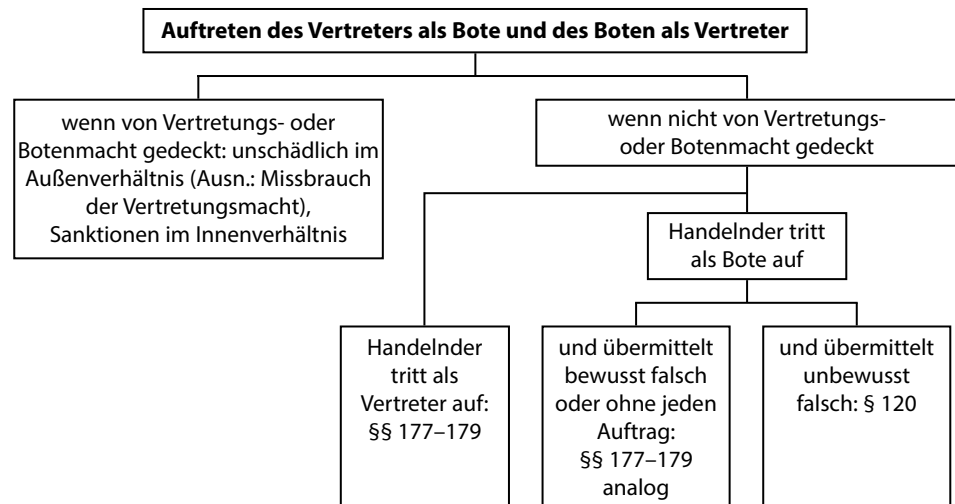 Auftreten des Vertreters als Bote und des Boten als Vertreter
wenn von Vertretungs- oder
Botenmacht gedeckt: unschädlich im
Außenverhältnis (Ausn.: Missbrauch
der Vertretungsmacht),
Sanktionen im Innenverhältnis
wenn nicht von Vertretungs-
oder Botenmacht gedeckt
Handelnder tritt
als Bote auf
Handelnder
tritt als
Vertreter auf:
§§ 177–179
und übermittelt
bewusst falsch
oder ohne jeden
Auftrag:
§§ 177–179
analog
und übermittelt
unbewusst
falsch: § 120